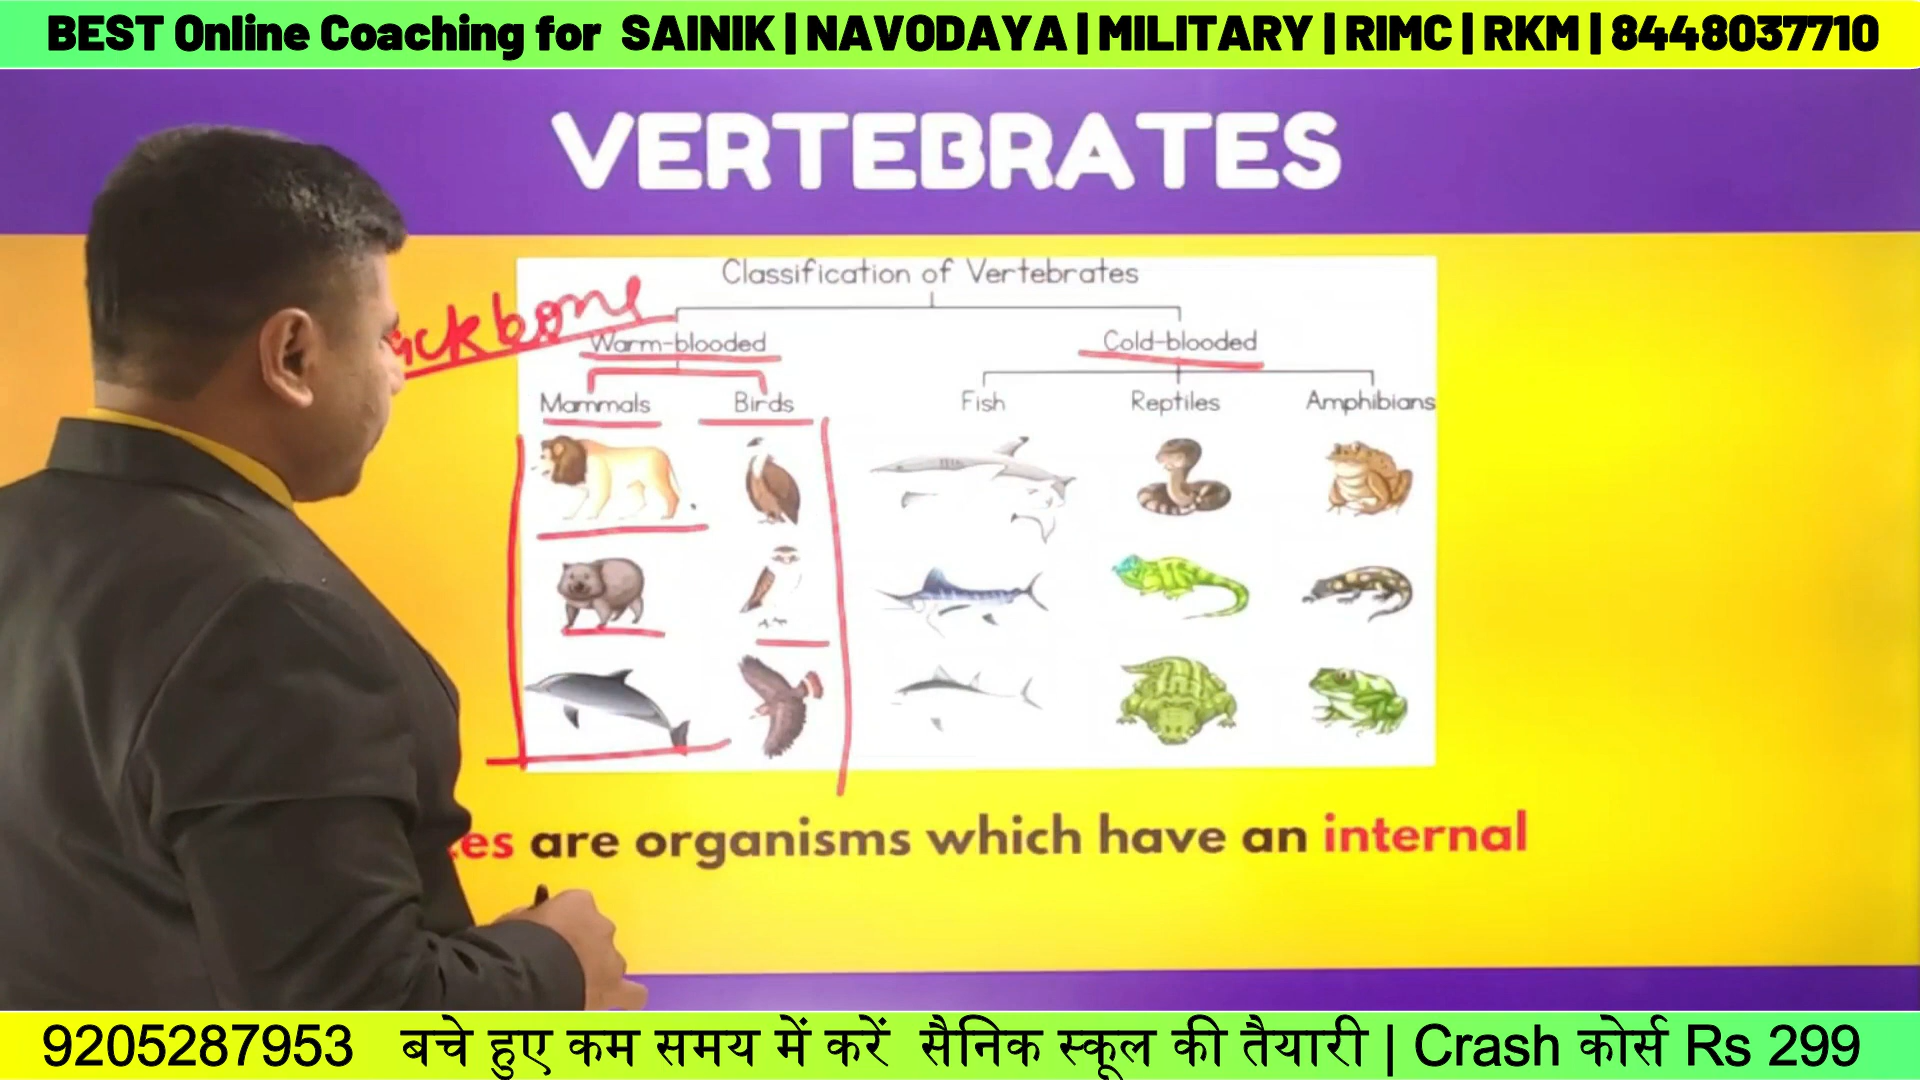 BEST Online Coaching for SAINIK | NAVODAYA | MILITARY | RIMC | RKM | 8448037710
VERTEBRATES
Classification of Vertebrates
Warm-blooded Cold-blooded
Mammals Birds Fish Reptiles Amphibians
are organisms which have an internal
9205287953 बचे हुए कम समय में करें सैनिक स्कूल की तैयारी | Crash कोर्स Rs 299